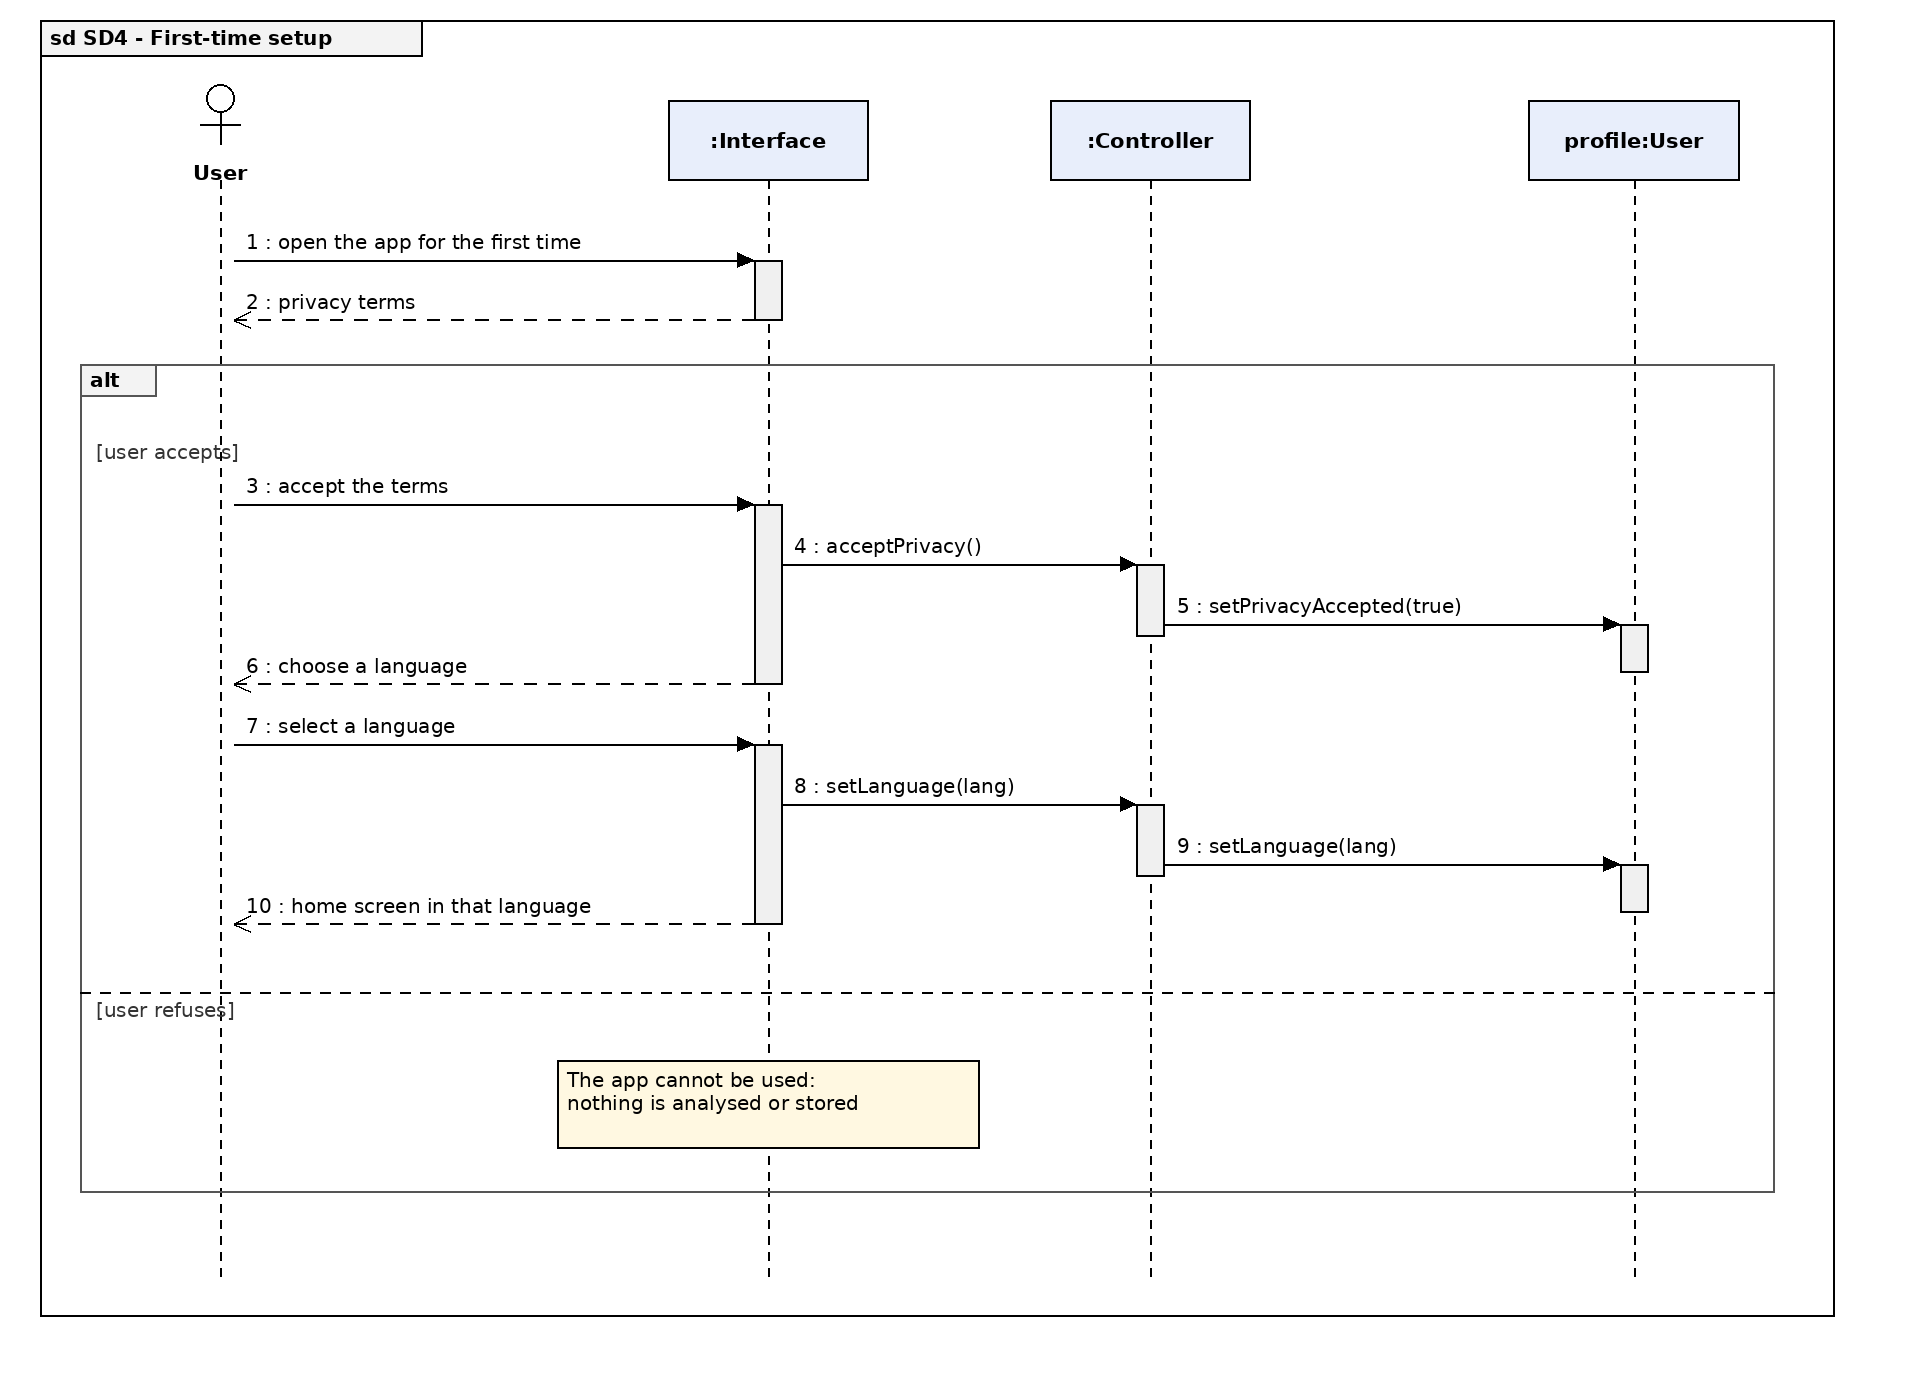 sd SD4 - First-time setup
User
:Interface
:Controller
profile:User
1 : open the app for the first time
2 : privacy terms
alt
[user accepts]
3 : accept the terms
4 : acceptPrivacy()
5 : setPrivacyAccepted(true)
6 : choose a language
7 : select a language
8 : setLanguage(lang)
9 : setLanguage(lang)
10 : home screen in that language
[user refuses]
The app cannot be used:
nothing is analysed or stored